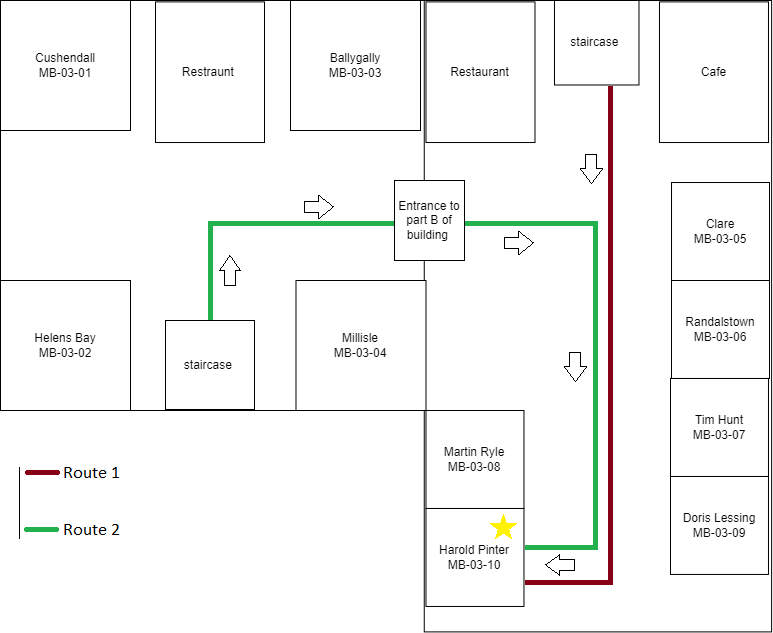 Cushendall
MB-03-01
Restraunt
Ballygally
MB-03-03
Restaurant
staircase
Cafe
Entrance to
part B of
building
Clare
MB-03-05
Helens Bay
MB-03-02
staircase
Millisle
MB-03-04
Randalstown
MB-03-06
Tim Hunt
MB-03-07
Martin Ryle
MB-03-08
Doris Lessing
MB-03-09
Harold Pinter
MB-03-10
Route 1
Route 2